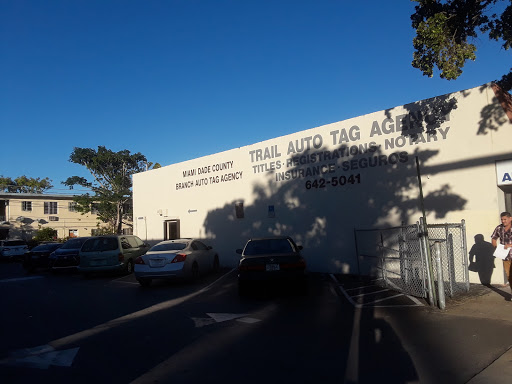 MIAMI DADE COUNTY
BRANCH AUTO TAG AGENCY
TRAIL AUTO TAG AGENCY
TITLES·REGISTRATIONS·NOTARY
INSURANCE·SEGUROS
642-5041
A